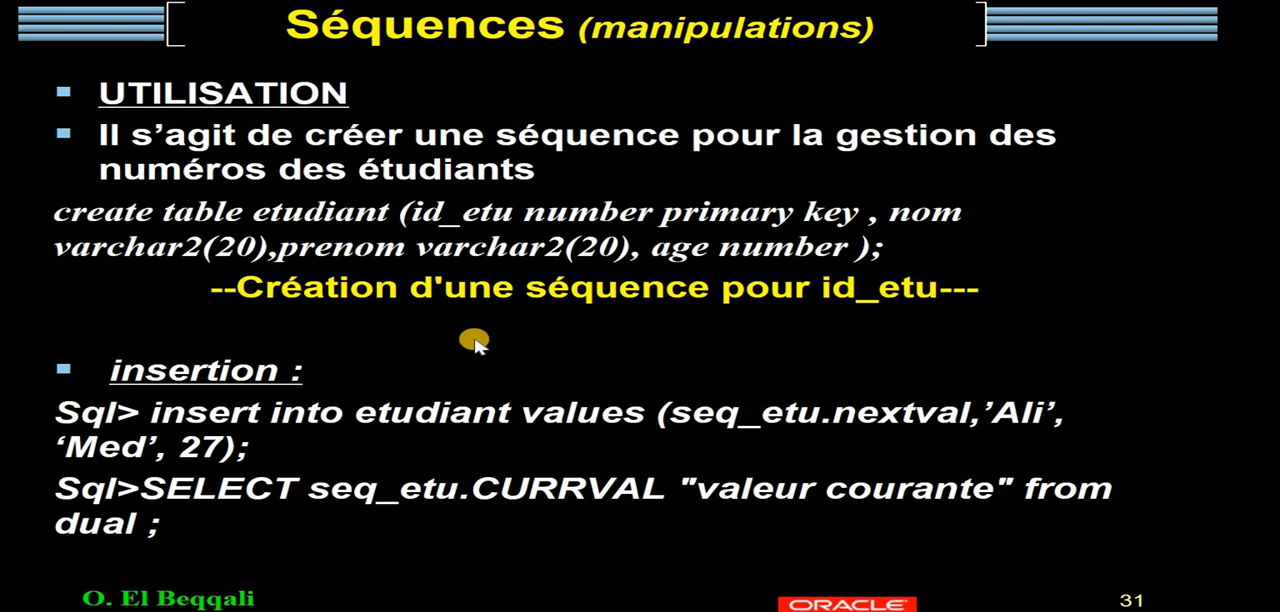 Séquences (manipulations)
UTILISATION
Il s’agit de créer une séquence pour la gestion des
numéros des étudiants
create table etudiant (id_etu number primary key , nom
varchar2(20),prenom varchar2(20), age number );
--Création d'une séquence pour id_etu---
insertion :
Sql> insert into etudiant values (seq_etu.nextval,’Ali’,
‘Med’, 27);
Sql>SELECT seq_etu.CURRVAL "valeur courante" from
dual ;
O. El Beqqali
ORACLE
31